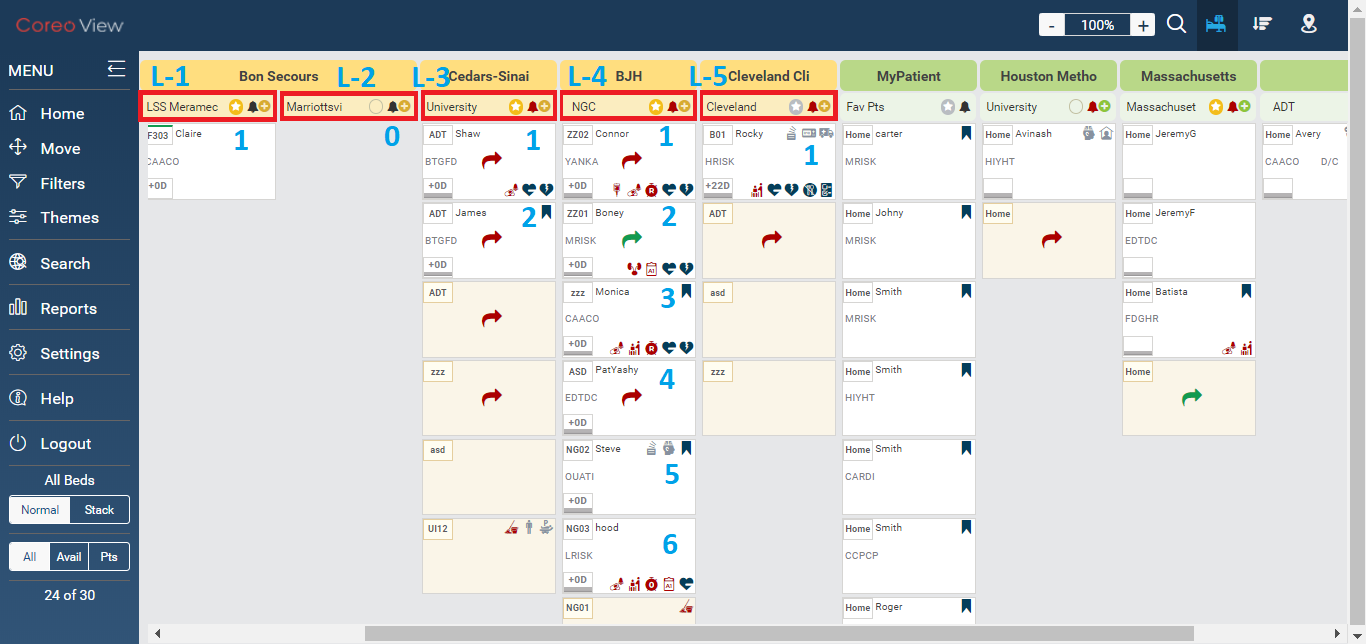 Coreo View
- 100% +
MENU
Home
Move
Filters
Themes
Search
Reports
Settings
Help
Logout
All Beds
Normal Stack
All Avail Pts
24 of 30
L-1 Bon Secours L-2
L-3 Cedars-Sinai
L-4 BJH
L-5 Cleveland Cli
MyPatient
Houston Metho
Massachusetts
LSS Meramec
Marriottsvi
University
NGC
Cleveland
Fav Pts
University
Massachuset
ADT
F303 Claire 1
CAACO
+0D
0
ADT Shaw 1
BTGFD
+0D
ADT James 2
BTGFD
+0D
ADT
zzz
asd
UI12
ZZ02 Connor 1
YANKA
+0D
ZZ01 Boney 2
MRISK
+0D
zzz Monica 3
CAACO
+0D
ASD PatYashy 4
EDTDC
+0D
NG02 Steve
OUATI 5
+0D
NG03 hood
LRISK 6
+0D
NG01
B01 Rocky
HRISK 1
+22D
ADT
asd
zzz
Home carter
MRISK
Home Johny
MRISK
Home Smith
MRISK
Home Smith
HIYHT
Home Smith
CARDI
Home Smith
CCPCP
Home Roger
Home Avinash
HIYHT
Home
Home JeremyG
Home JeremyF
EDTDC
Home Batista
FDGHR
Home
Home Avery
CAACO D/C